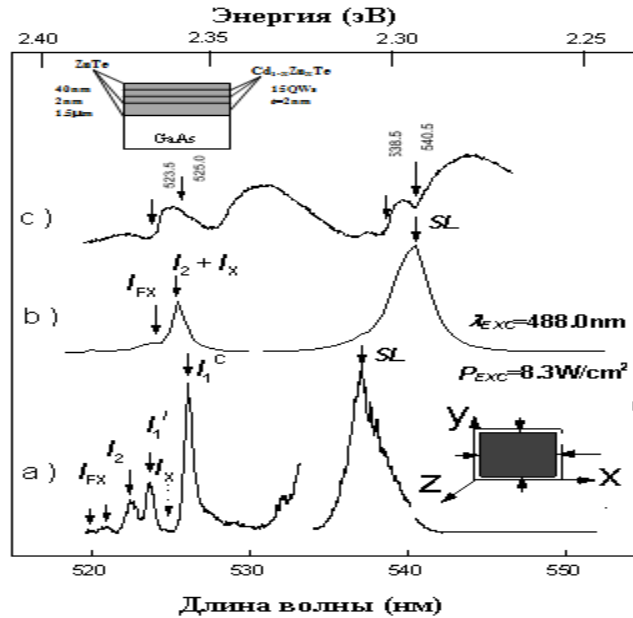 Энергия (эВ)
2.40 2.35 2.30 2.25
ZnTe Cd1-xZnxTe
40nm 15QWs
2nm e=2nm
1.5μm
GaAs
523.5 525.0 538.5 540.5
c )
SL
I2 + IX
IFX
b )
λEXC=488.0nm
I1C
SL
PEXC=8.3W/cm²
I1/
Y
I2
IX
IFX
a )
X
Z
520 530 540 550
Длина волны (нм)